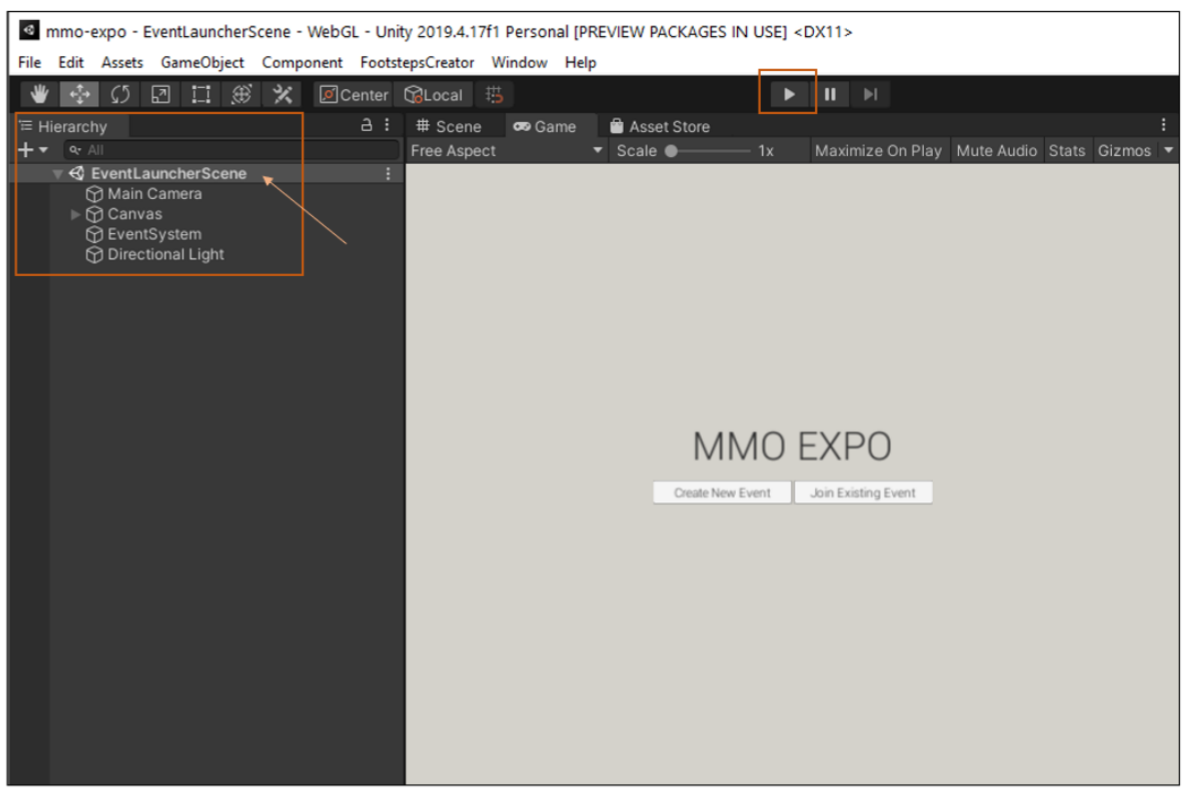 mmo-expo - EventLauncherScene - WebGL - Unity 2019.4.17f1 Personal [PREVIEW PACKAGES IN USE] <DX11>
File Edit Assets GameObject Component FootstepsCreator Window Help
Center Local
Hierarchy
All
EventLauncherScene
Main Camera
Canvas
EventSystem
Directional Light
Scene Game Asset Store
Free Aspect Scale 1x Maximize On Play Mute Audio Stats Gizmos
MMO EXPO
Create New Event Join Existing Event